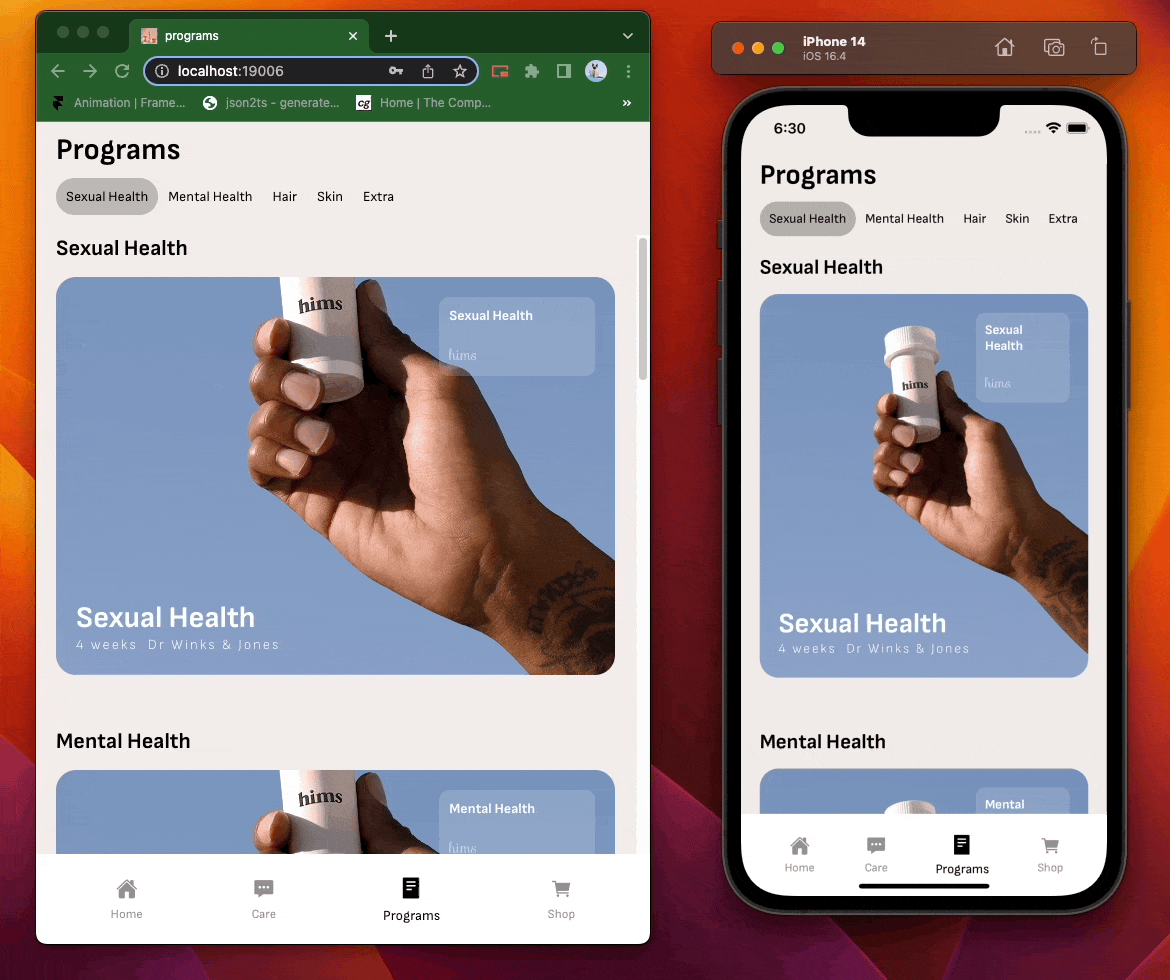 programs
localhost:19006
Animation | Frame...
json2ts - generate...
cg
Home | The Comp...
»
Programs
Sexual Health
Mental Health
Hair
Skin
Extra
Sexual Health
hims
Sexual Health
hims
Sexual Health
4 weeks Dr Winks & Jones
Mental Health
hims
Mental Health
hims
Home
Care
Programs
Shop
iPhone 14
iOS 16.4
6:30
Programs
Sexual Health
Mental Health
Hair
Skin
Extra
Sexual Health
hims
Sexual
Health
hims
Sexual Health
4 weeks Dr Winks & Jones
Mental Health
Mental
Home
Care
Programs
Shop